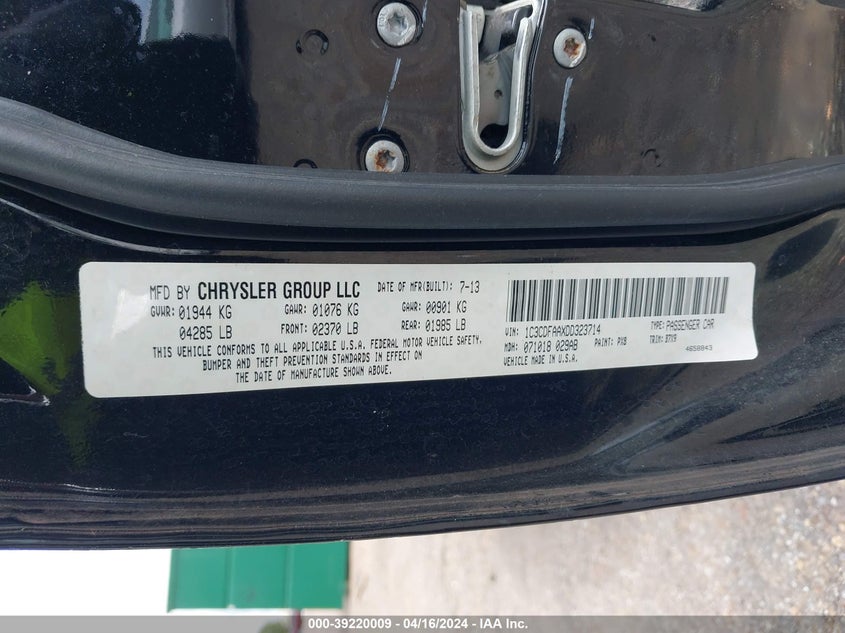 MFD BY CHRYSLER GROUP LLC DATE OF MFR(BUILT): 7-13
GVWR: 01944 KG GAWR: 01076 KG GAWR: 00901 KG
04285 LB FRONT: 02370 LB REAR: 01985 LB
THIS VEHICLE CONFORMS TO ALL APPLICABLE U.S.A. FEDERAL MOTOR VEHICLE SAFETY,
BUMPER AND THEFT PREVENTION STANDARDS IN EFFECT ON
THE DATE OF MANUFACTURE SHOWN ABOVE.
VIN: 1C3CDFAAXDD323714 TYPE: PASSENGER CAR
MDH: 071018 029AB PAINT: PX8 TRIM: B7X9
VEHICLE MADE IN U.S.A. 4658843
000-39220009 - 04/16/2024 - IAA Inc.